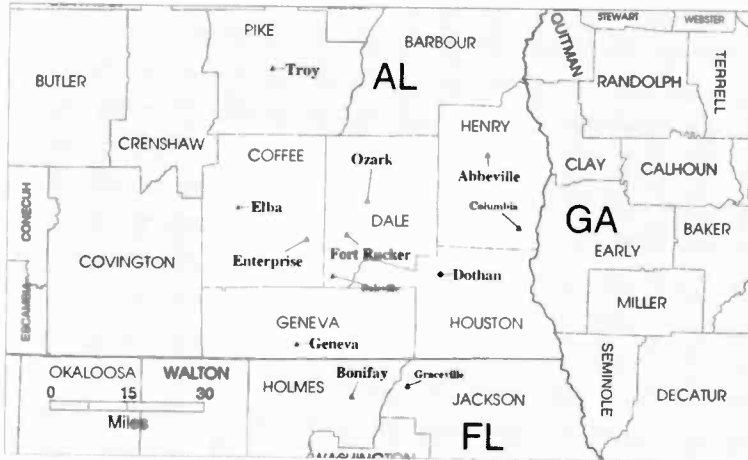 STEWART
WEBSTER
PIKE
BARBOUR
QUITMAN
TERRELL
Troy
AL
RANDOLPH
BUTLER
HENRY
CRENSHAW
COFFEE
Ozark
CLAY
CALHOUN
Abbeville
CONECUH
Elba
Columbia
DALE
GA
BAKER
EARLY
Enterprise
Fort Rucker
COVINGTON
Dothan
ESCAMBIA
MILLER
GENEVA
HOUSTON
Geneva
SEMINOLE
OKALOOSA
WALTON
HOLMES
Bonifay
Graceville
JACKSON
DECATUR
0 15 30
Miles
FL
WASHINGTON